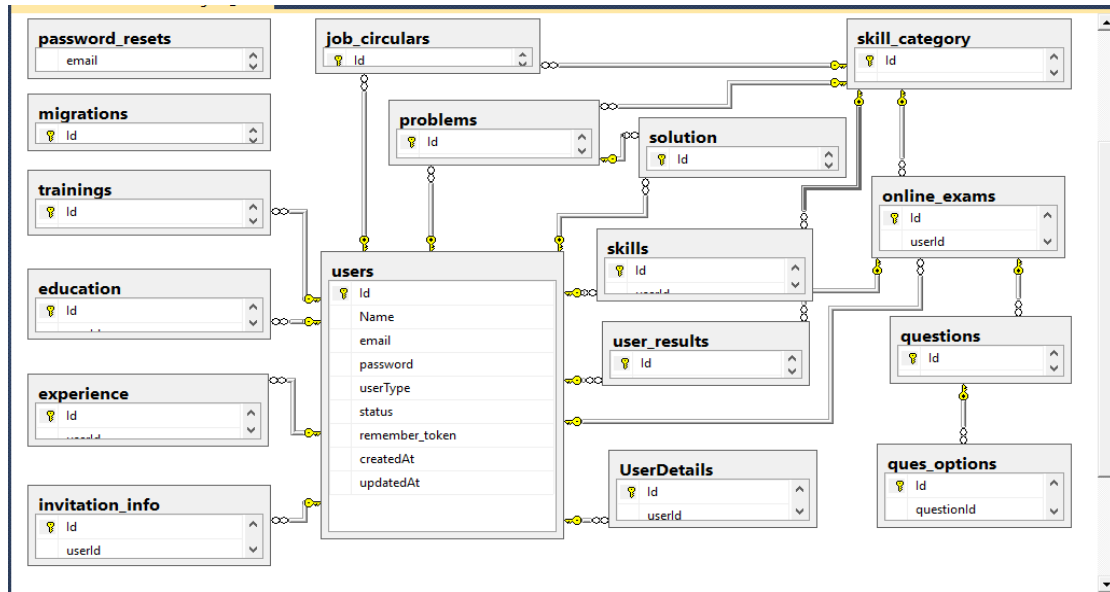 password_resets
email
migrations
Id
trainings
Id
education
Id
experience
Id
userId
invitation_info
Id
userId
job_circulars
Id
problems
Id
solution
Id
users
Id
Name
email
password
userType
status
remember_token
createdAt
updatedAt
skills
Id
userId
user_results
Id
UserDetails
Id
userId
skill_category
Id
online_exams
Id
userId
questions
Id
ques_options
Id
questionId